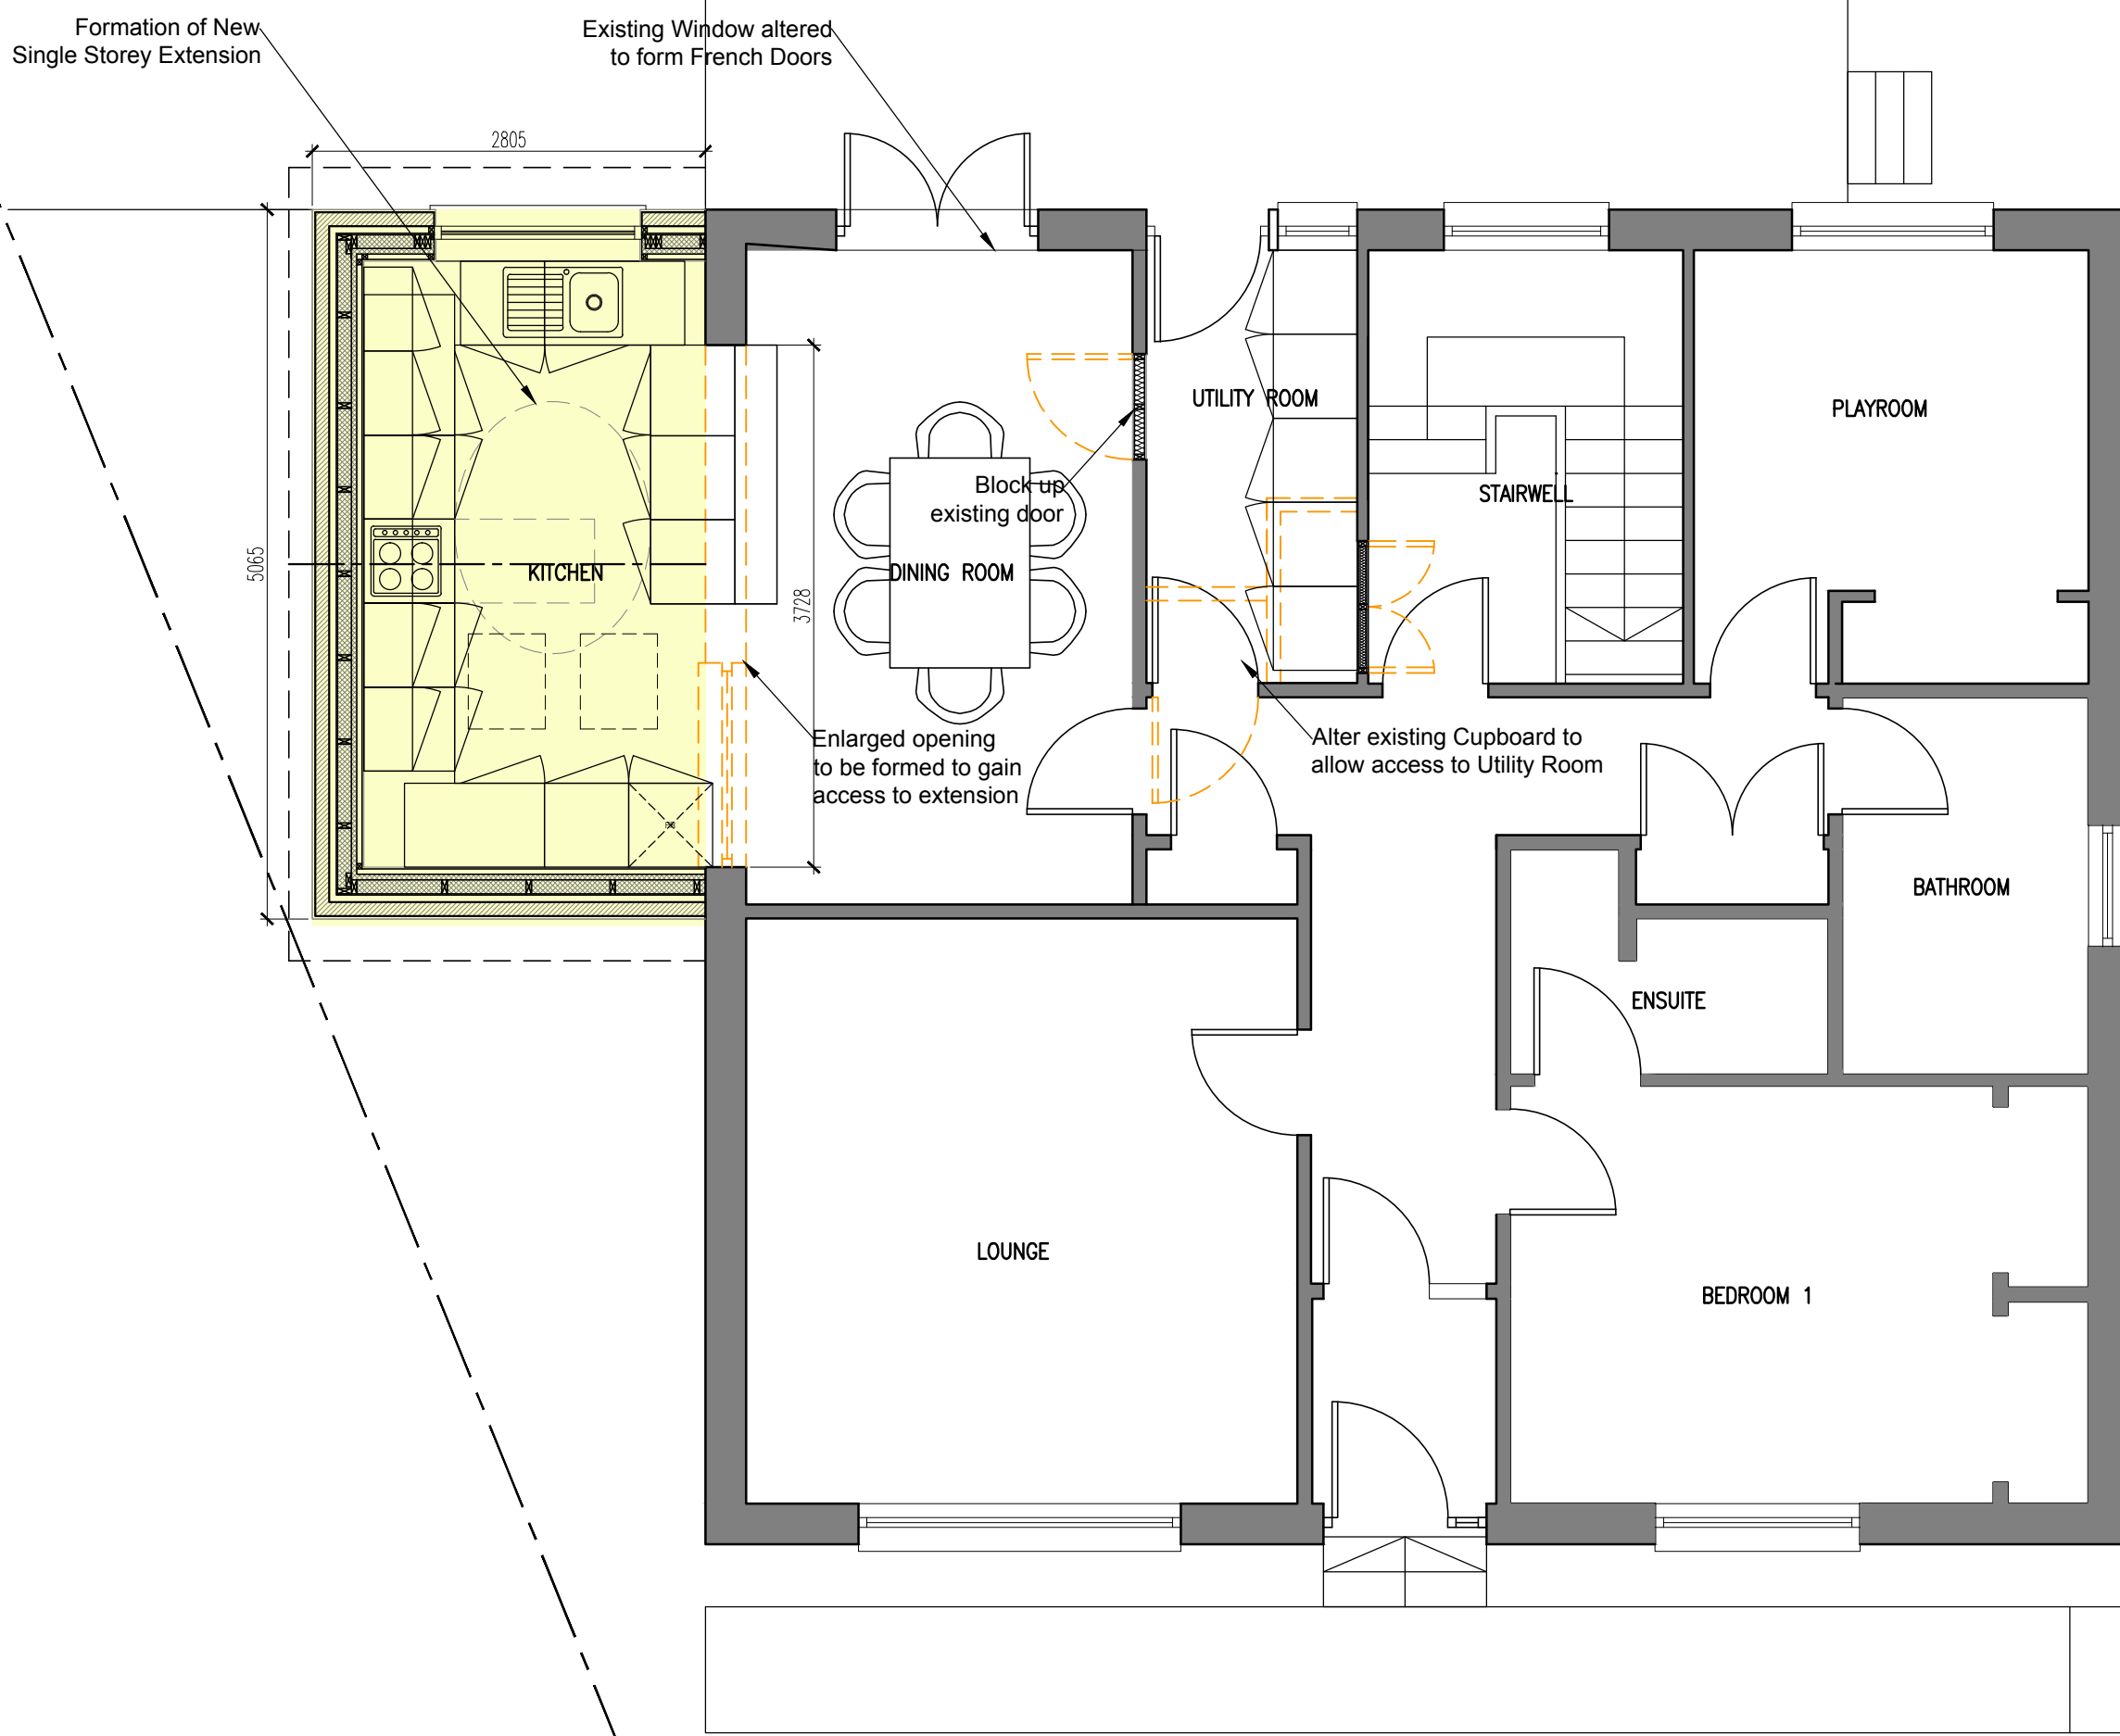 Formation of New
Single Storey Extension
Existing Window altered
to form French Doors
2805
UTILITY ROOM
PLAYROOM
Block up
existing door
STAIRWELL
5065
KITCHEN
DINING ROOM
3728
Enlarged opening
to be formed to gain
access to extension
Alter existing Cupboard to
allow access to Utility Room
BATHROOM
ENSUITE
LOUNGE
BEDROOM 1